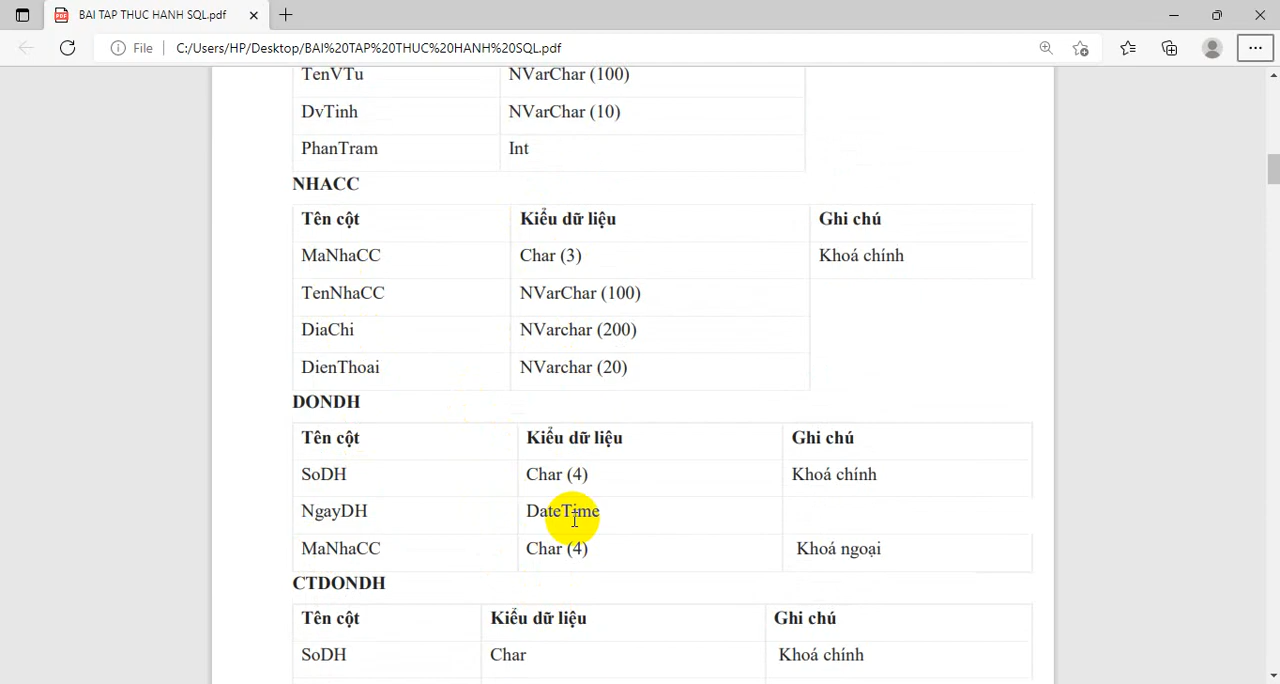 BAI TAP THUC HANH SQL.pdf
File C:/Users/HP/Desktop/BAI%20TAP%20THUC%20HANH%20SQL.pdf
TenVTu NVarChar (100)
DvTinh NVarChar (10)
PhanTram Int
NHACC
Tên cột Kiểu dữ liệu Ghi chú
MaNhaCC Char (3) Khoá chính
TenNhaCC NVarChar (100)
DiaChi NVarchar (200)
DienThoai NVarchar (20)
DONDH
Tên cột Kiểu dữ liệu Ghi chú
SoDH Char (4) Khoá chính
NgayDH DateTime
MaNhaCC Char (4) Khoá ngoại
CTDONDH
Tên cột Kiểu dữ liệu Ghi chú
SoDH Char Khoá chính